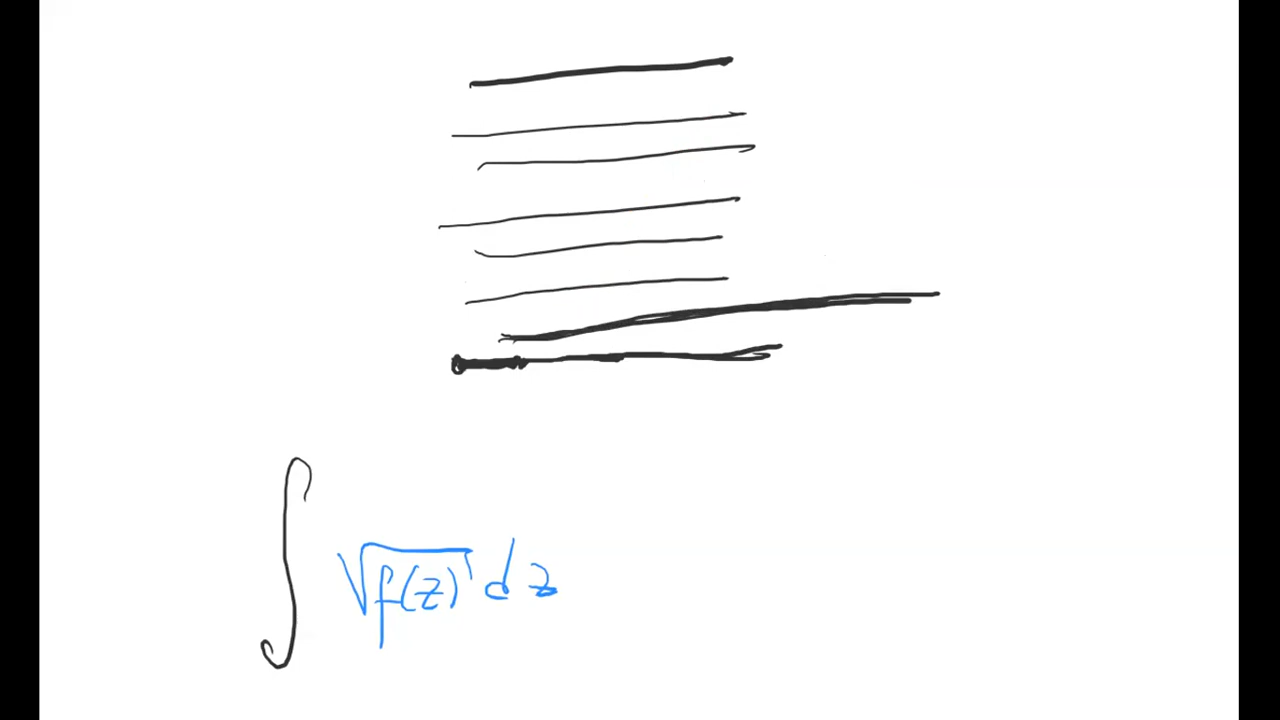 ∫ √f(z) dz